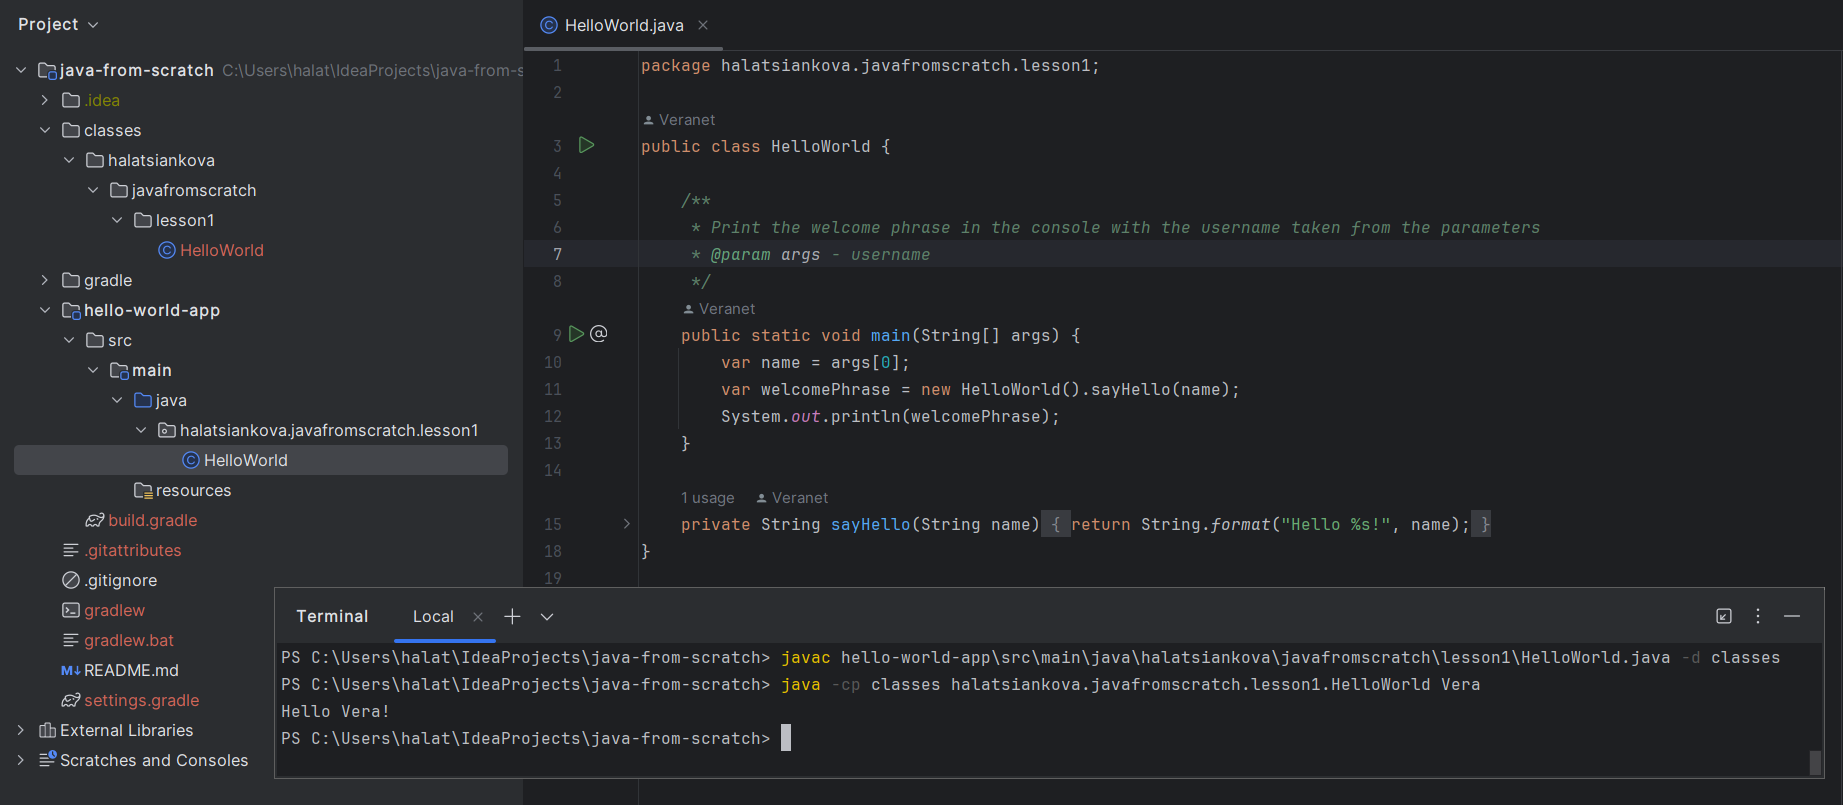 Project
java-from-scratch C:\Users\halat\IdeaProjects\java-from-s
.idea
classes
halatsiankova
javafromscratch
lesson1
HelloWorld
gradle
hello-world-app
src
main
java
halatsiankova.javafromscratch.lesson1
HelloWorld
resources
build.gradle
.gitattributes
.gitignore
gradlew
gradlew.bat
README.md
settings.gradle
External Libraries
Scratches and Consoles
HelloWorld.java
1 package halatsiankova.javafromscratch.lesson1;
2
Veranet
3 public class HelloWorld {
4
5 /**
6 * Print the welcome phrase in the console with the username taken from the parameters
7 * @param args - username
8 */
Veranet
9 public static void main(String[] args) {
10 var name = args[0];
11 var welcomePhrase = new HelloWorld().sayHello(name);
12 System.out.println(welcomePhrase);
13 }
14
1 usage Veranet
15 private String sayHello(String name) { return String.format("Hello %s!", name); }
18 }
19
Terminal Local
PS C:\Users\halat\IdeaProjects\java-from-scratch> javac hello-world-app\src\main\java\halatsiankova\javafromscratch\lesson1\HelloWorld.java -d classes
PS C:\Users\halat\IdeaProjects\java-from-scratch> java -cp classes halatsiankova.javafromscratch.lesson1.HelloWorld Vera
Hello Vera!
PS C:\Users\halat\IdeaProjects\java-from-scratch>